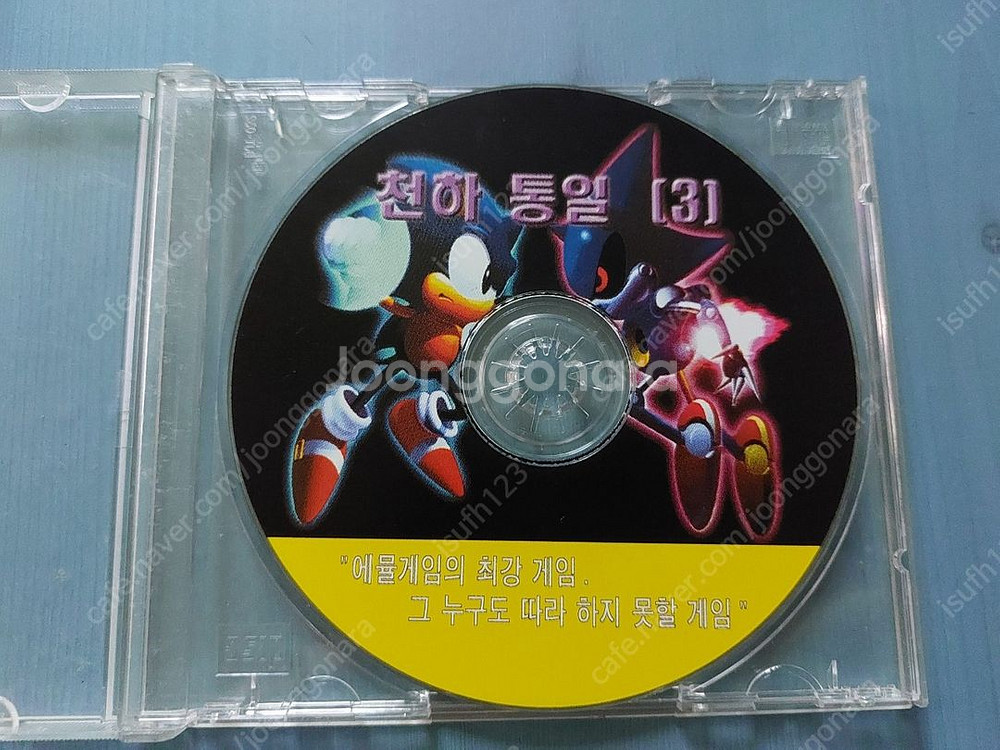 천하 통일 [3]
Joonggonara
"에뮬게임의 최강 게임.
그 누구도 따라 하지 못할 게임"
cafe.naver.com/joonggonara
isufh123